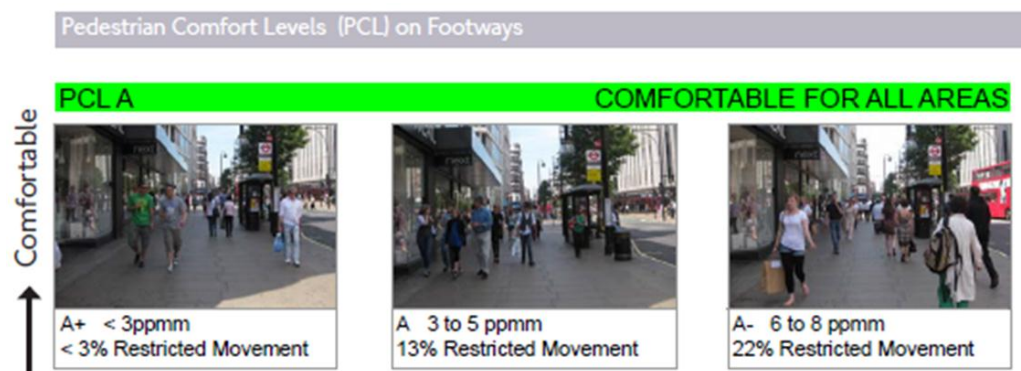 Pedestrian Comfort Levels (PCL) on Footways
PCL A COMFORTABLE FOR ALL AREAS
Comfortable
next
A+ < 3ppmm
< 3% Restricted Movement
A 3 to 5 ppmm
13% Restricted Movement
A- 6 to 8 ppmm
22% Restricted Movement